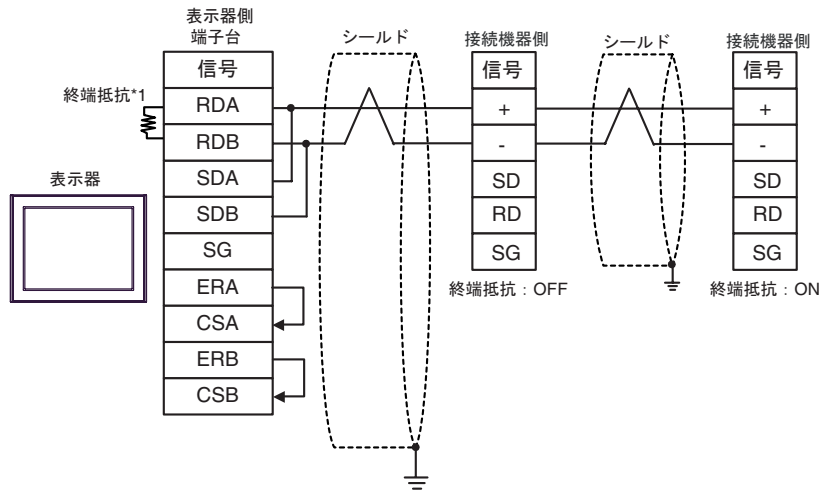 表示器側
端子台
信号
RDA
RDB
SDA
SDB
SG
ERA
CSA
ERB
CSB
終端抵抗*1
表示器
シールド
接続機器側
信号
+
-
SD
RD
SG
終端抵抗：OFF
シールド
接続機器側
信号
+
-
SD
RD
SG
終端抵抗：ON